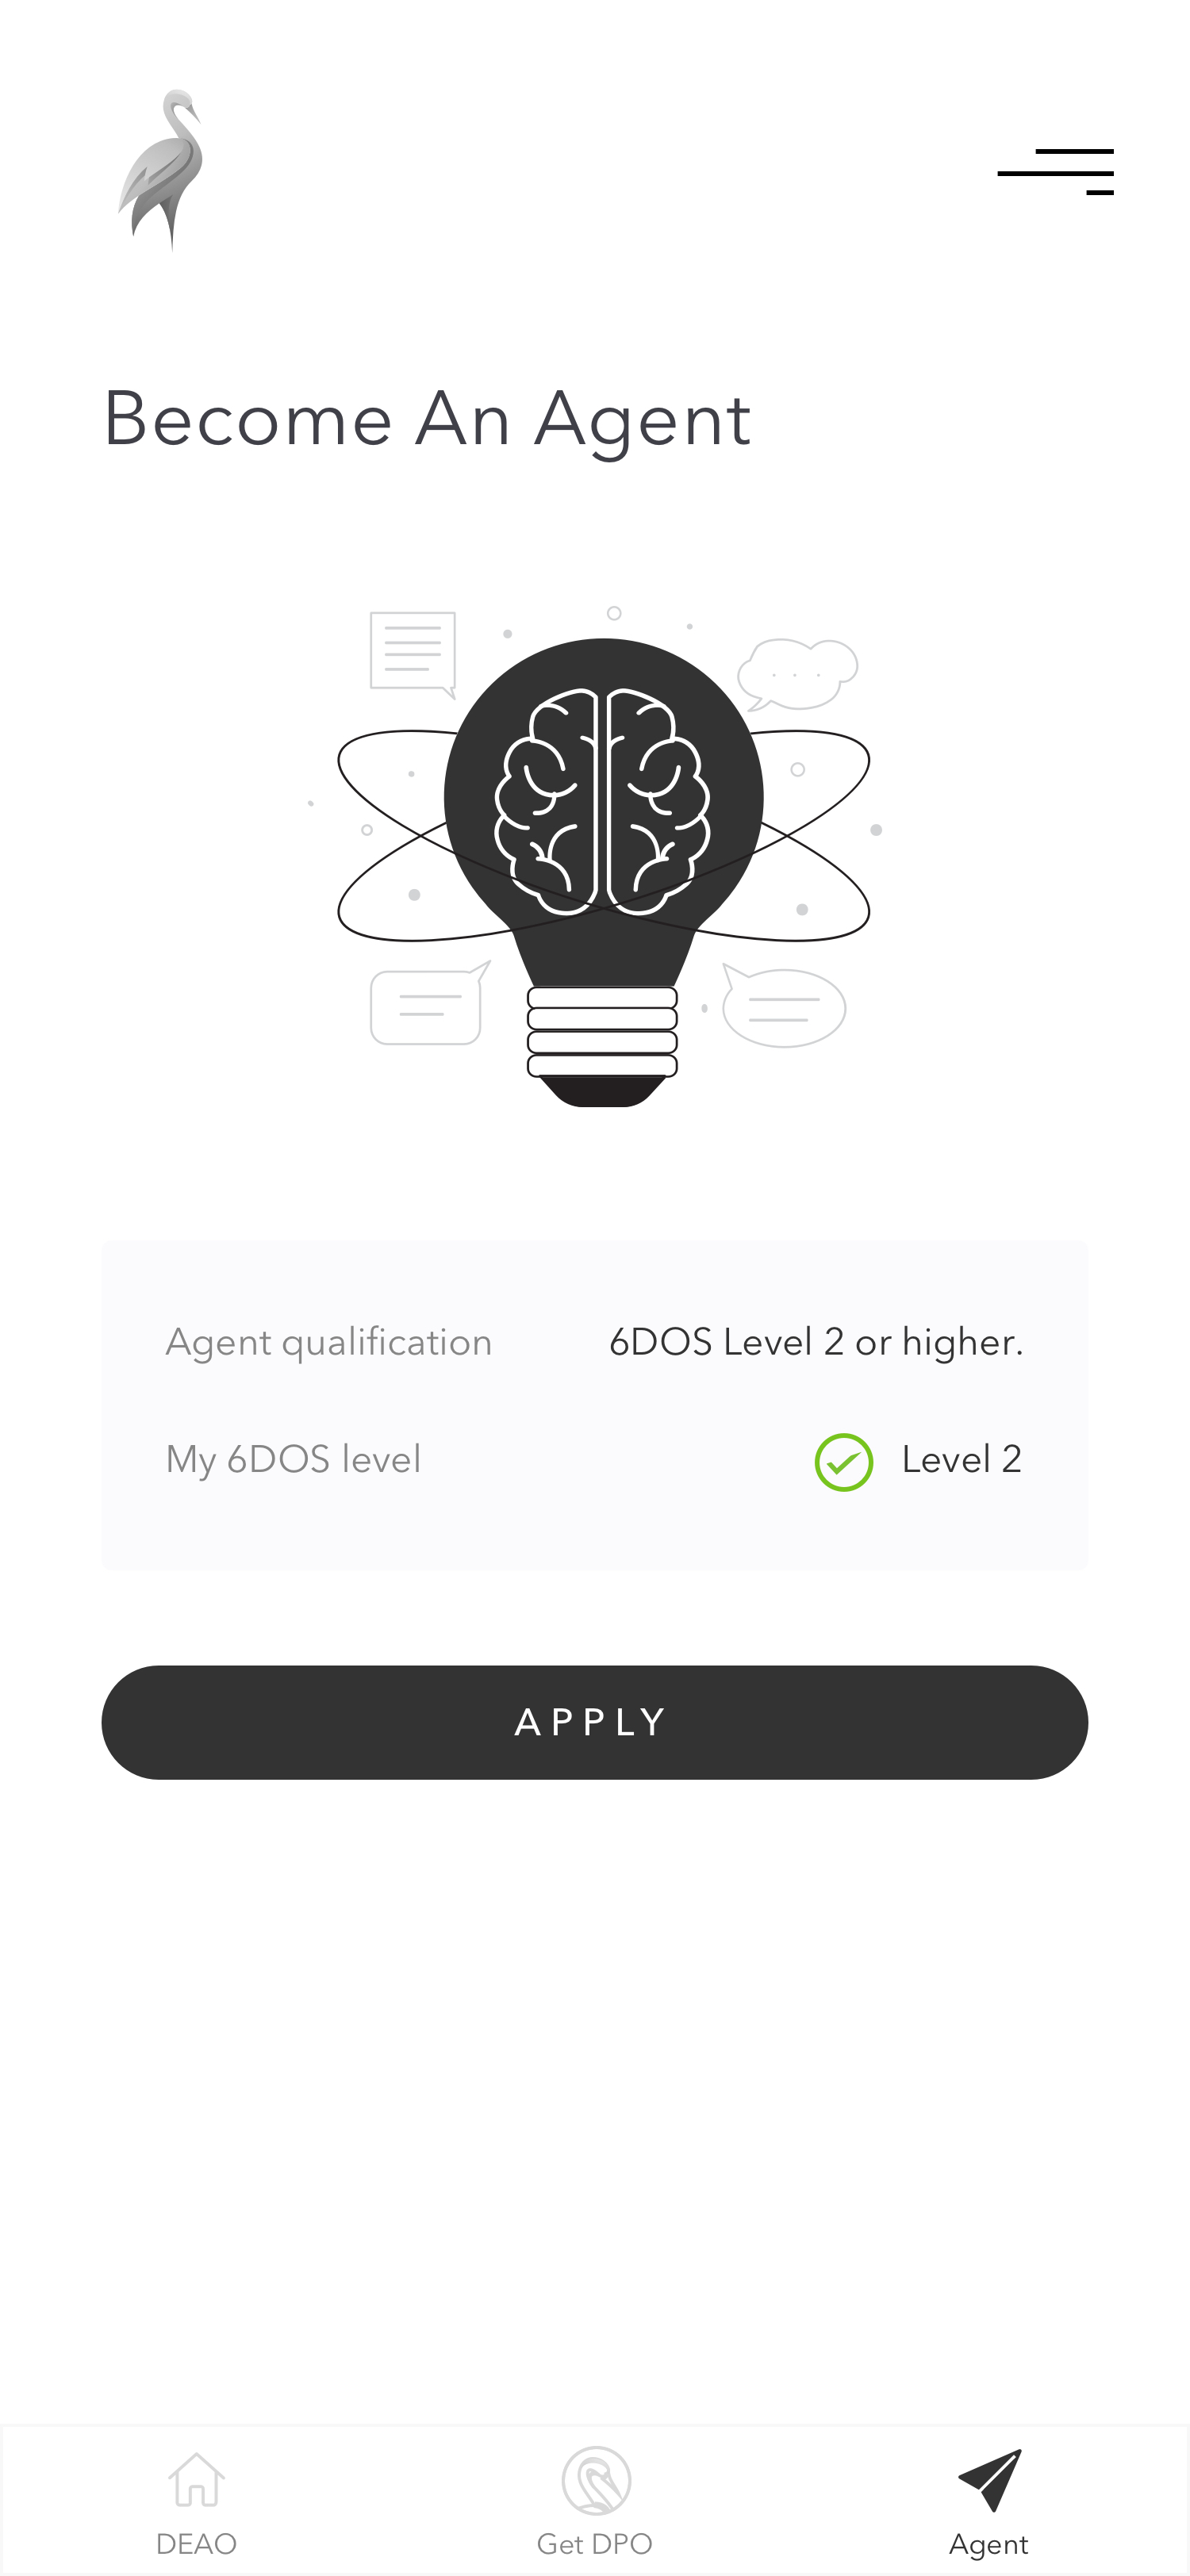 Become An Agent
Agent qualification 6DOS Level 2 or higher.
My 6DOS level Level 2
APPLY
DEAO Get DPO Agent